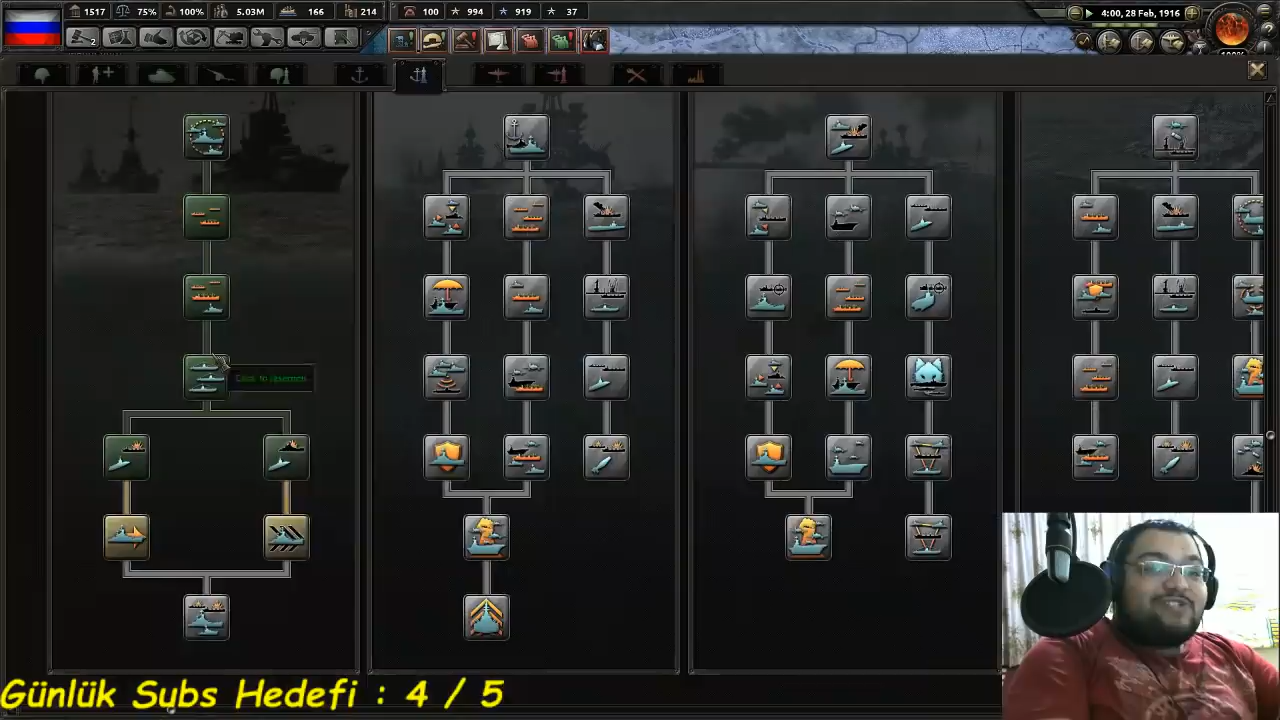 1517 75% 100% 5.03M 166 214 100 994 919 37 4:00, 28 Feb, 1916
100%
Günlük Subs Hedefi : 4 / 5